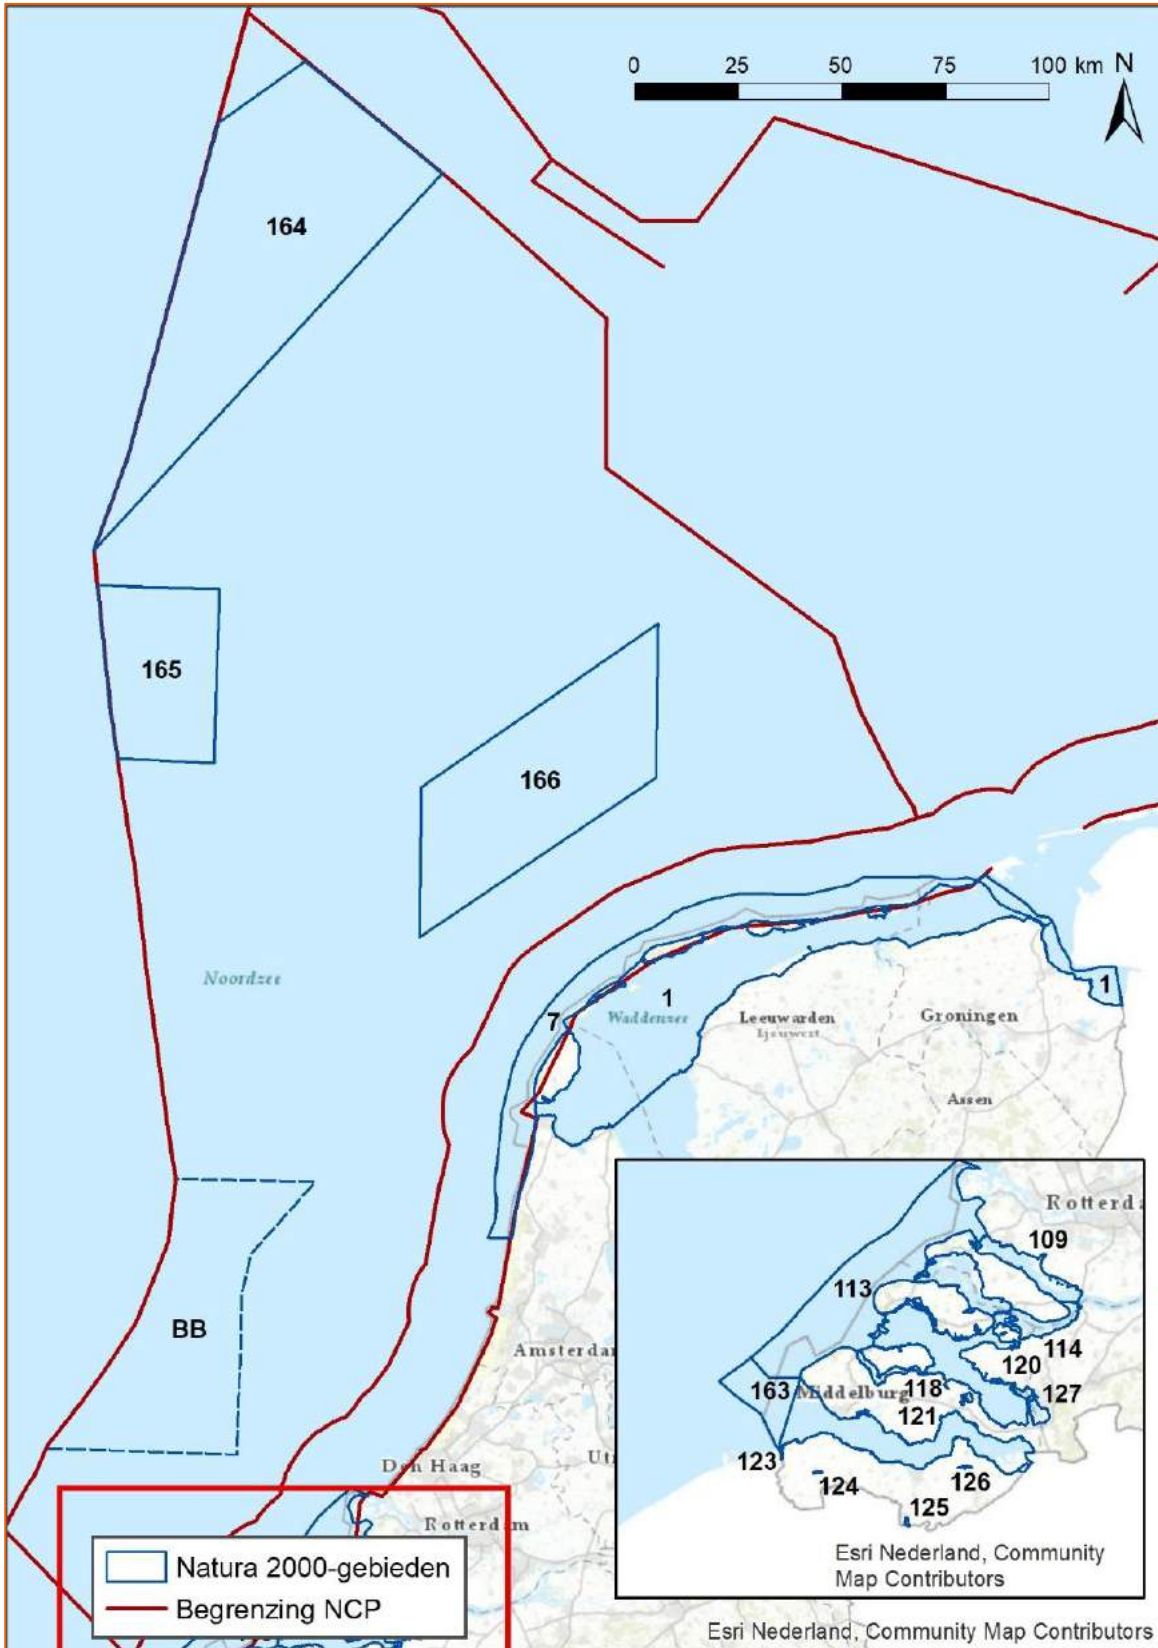 0 25 50 75 100 km N
164
165
166
Noordzee
1
1
7
Waddenzee
Leeuwarden
Ljouwert
Groningen
Assen
BB
Amsterdam
Den Haag
Rotterdam
Natura 2000-gebieden
Begrenzing NCP
Rotterda
109
113
114
120
163
Middelburg
118
127
121
123
124
126
125
Esri Nederland, Community
Map Contributors
Esri Nederland, Community Map Contributors